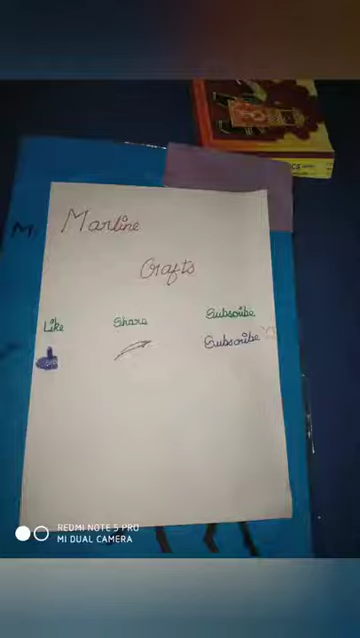 M.
Marline
Crafts
Like Share Subscribe
Subscribe
REDMI NOTE 5 PRO
MI DUAL CAMERA